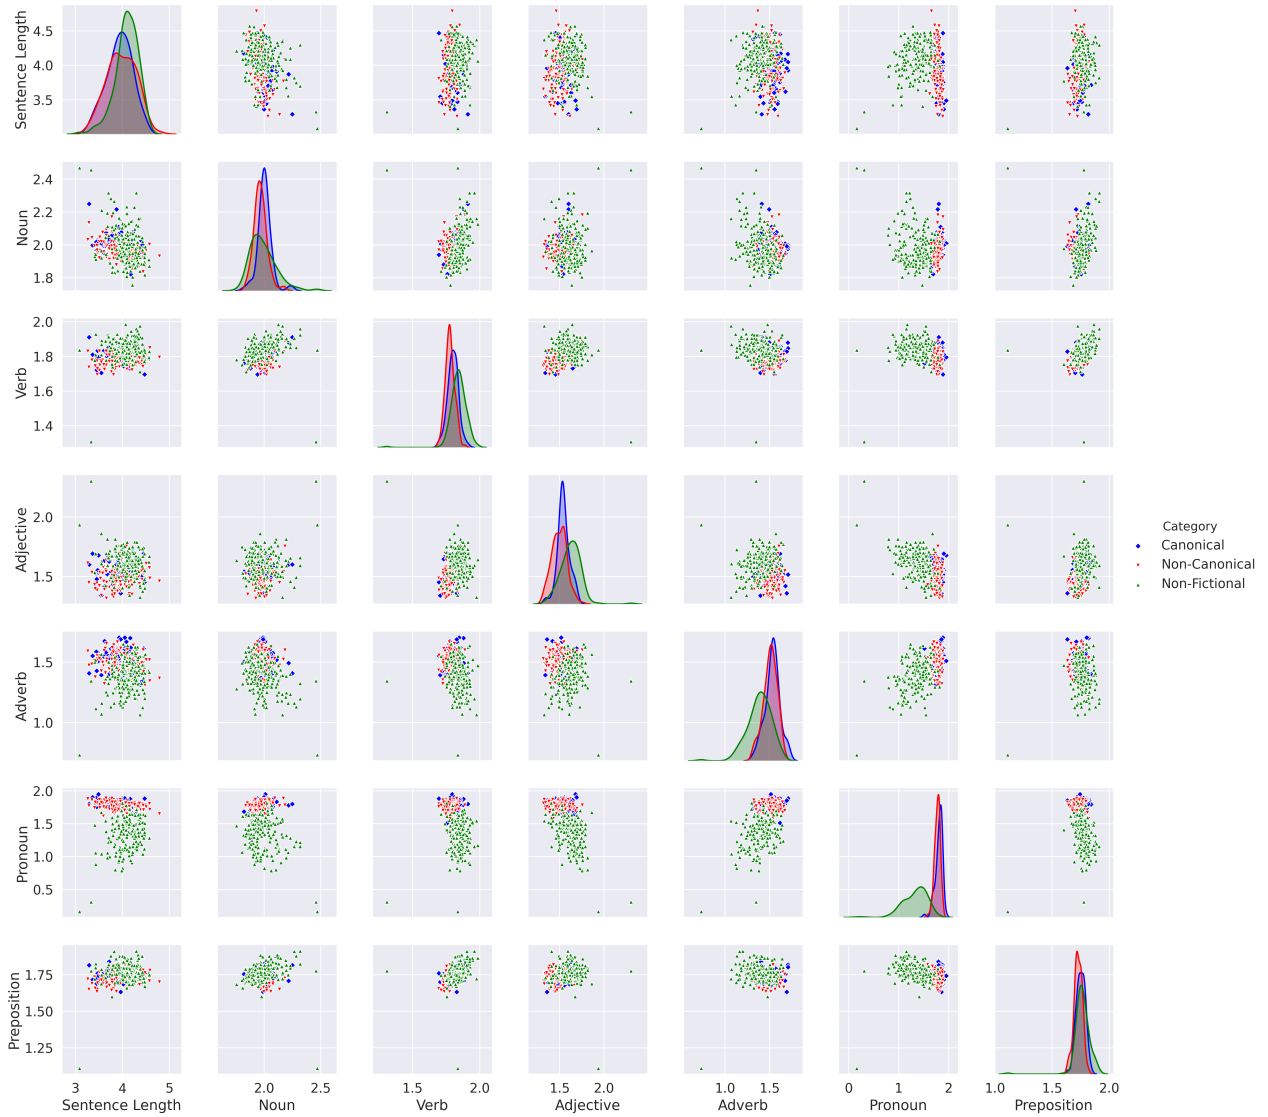 Sentence Length
4.5
4.0
3.5
Noun
2.4
2.2
2.0
1.8
Verb
2.0
1.8
1.6
1.4
Adjective
2.0
1.5
Category
Canonical
Non-Canonical
Non-Fictional
Adverb
1.5
1.0
Pronoun
2.0
1.5
1.0
0.5
Preposition
1.75
1.50
1.25
3 4 5 2.0 2.5 1.5 2.0 1.5 2.0 1.0 1.5 0 1 2 1.0 1.5 2.0
Sentence Length Noun Verb Adjective Adverb Pronoun Preposition